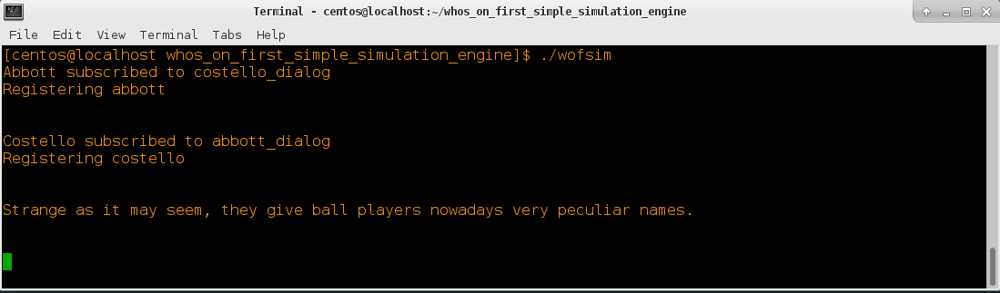 Terminal - centos@localhost:~/whos_on_first_simple_simulation_engine
File Edit View Terminal Tabs Help
[centos@localhost whos_on_first_simple_simulation_engine]$ ./wofsim
Abbott subscribed to costello_dialog
Registering abbott
Costello subscribed to abbott_dialog
Registering costello
Strange as it may seem, they give ball players nowadays very peculiar names.